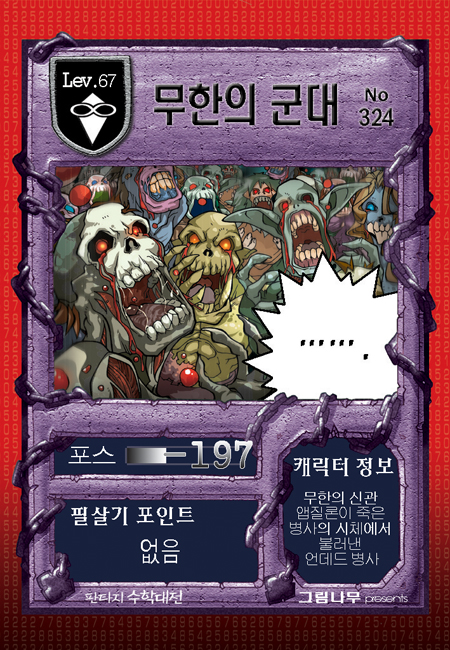 Lev.67
무한의 군대
No
324
······.
포스 197
필살기 포인트
없음
캐릭터 정보
무한의 신관
앱질론이 죽은
병사의 시체에서
불러낸
언데드 병사
판타지 수학대전
그림나무 presents